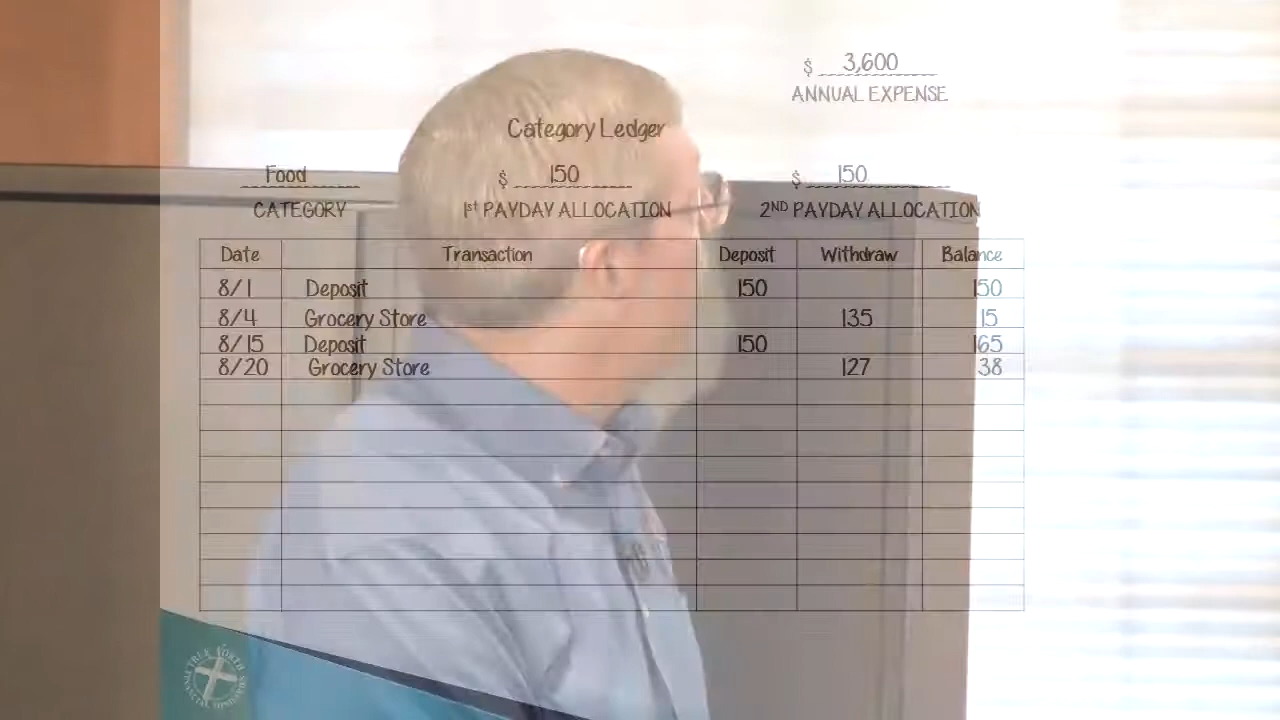 $ 3,600
ANNUAL EXPENSE
Category Ledger
Food $ 150 $ 150
CATEGORY 1st PAYDAY ALLOCATION 2ND PAYDAY ALLOCATION
Date Transaction Deposit Withdraw Balance
8/1 Deposit 150 150
8/4 Grocery Store 135 15
8/15 Deposit 150 165
8/20 Grocery Store 127 38
TRUE NORTH